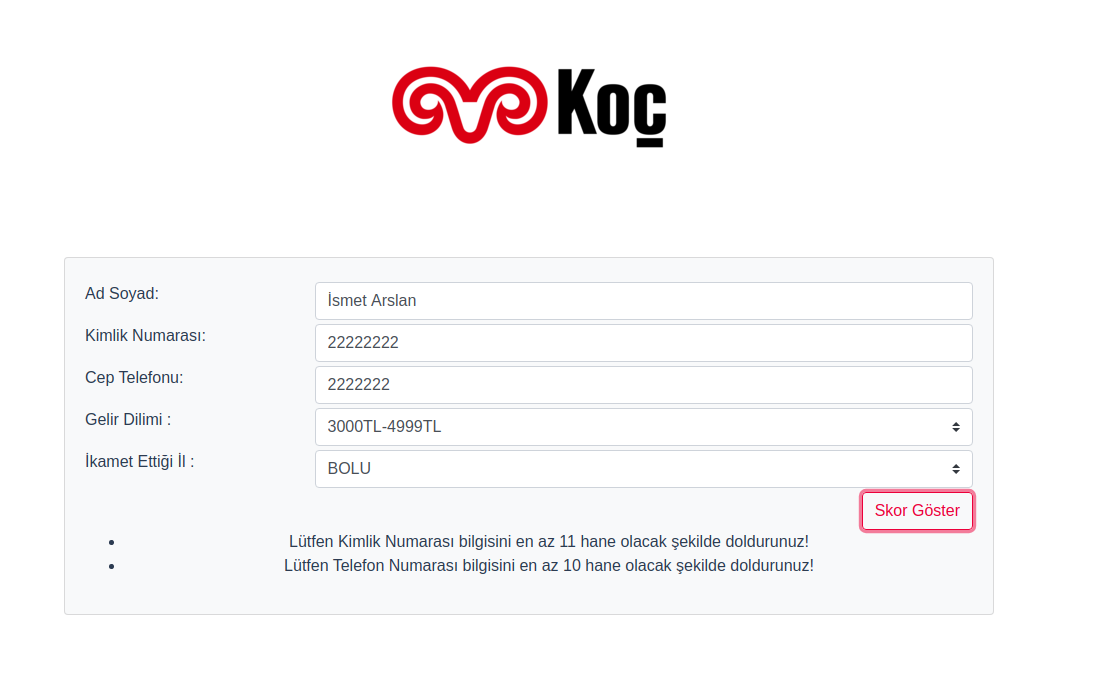 Koç
Ad Soyad:
İsmet Arslan
Kimlik Numarası:
22222222
Cep Telefonu:
2222222
Gelir Dilimi :
3000TL-4999TL
İkamet Ettiği İl :
BOLU
Skor Göster
Lütfen Kimlik Numarası bilgisini en az 11 hane olacak şekilde doldurunuz!
Lütfen Telefon Numarası bilgisini en az 10 hane olacak şekilde doldurunuz!